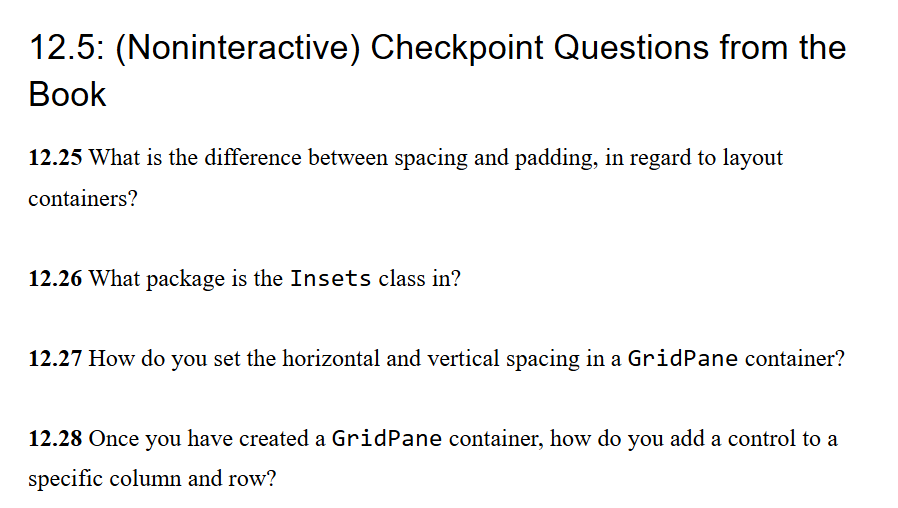 12.5: (Noninteractive) Checkpoint Questions from the
Book
12.25 What is the difference between spacing and padding, in regard to layout
containers?
12.26 What package is the Insets class in?
12.27 How do you set the horizontal and vertical spacing in a GridPane container?
12.28 Once you have created a GridPane container, how do you add a control to a
specific column and row?